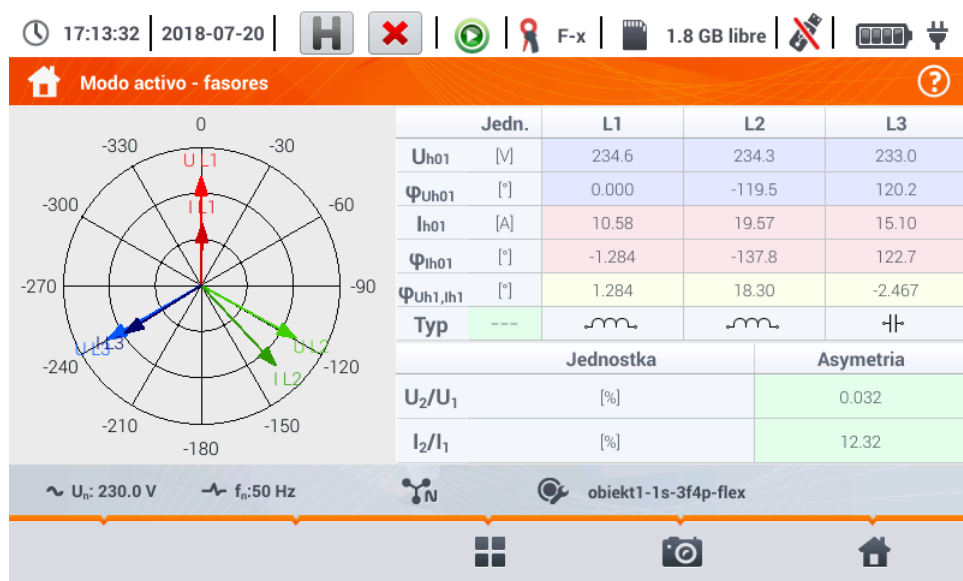 17:13:32 2018-07-20 H F-x 1.8 GB libre
Modo activo - fasores ?
0
-330 -30
-300 -60
-270 -90
-240 -120
-210 -150
-180
U L1
I L1
U L2
I L2
U L3
I L3
Jedn. L1 L2 L3
Uh01 [V] 234.6 234.3 233.0
φUh01 [°] 0.000 -119.5 120.2
Ih01 [A] 10.58 19.57 15.10
φIh01 [°] -1.284 -137.8 122.7
φUh1,Ih1 [°] 1.284 18.30 -2.467
Typ ---
Jednostka Asymetria
U2/U1 [%] 0.032
I2/I1 [%] 12.32
Un: 230.0 V fn:50 Hz N obiekt1-1s-3f4p-flex